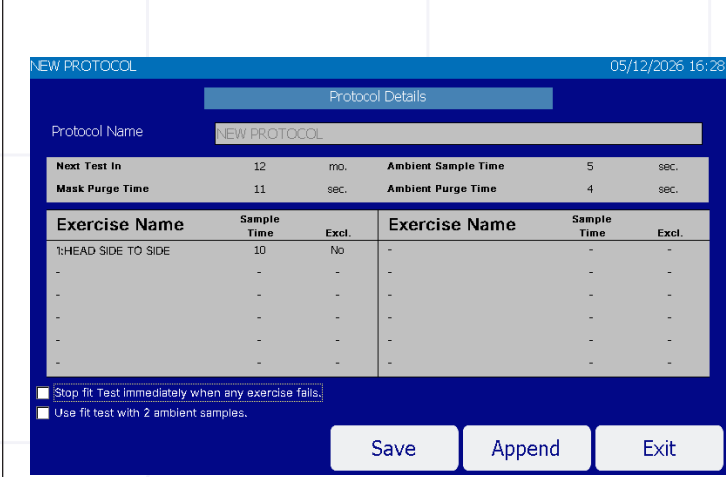 NEW PROTOCOL 05/12/2026 16:28
Protocol Details
Protocol Name NEW PROTOCOL
Next Test In 12 mo. Ambient Sample Time 5 sec.
Mask Purge Time 11 sec. Ambient Purge Time 4 sec.
Exercise Name Sample Time Excl. Exercise Name Sample Time Excl.
1:HEAD SIDE TO SIDE 10 No - - -
- - - - - -
- - - - - -
- - - - - -
- - - - - -
- - - - - -
Stop fit Test immediately when any exercise fails.
Use fit test with 2 ambient samples.
Save Append Exit